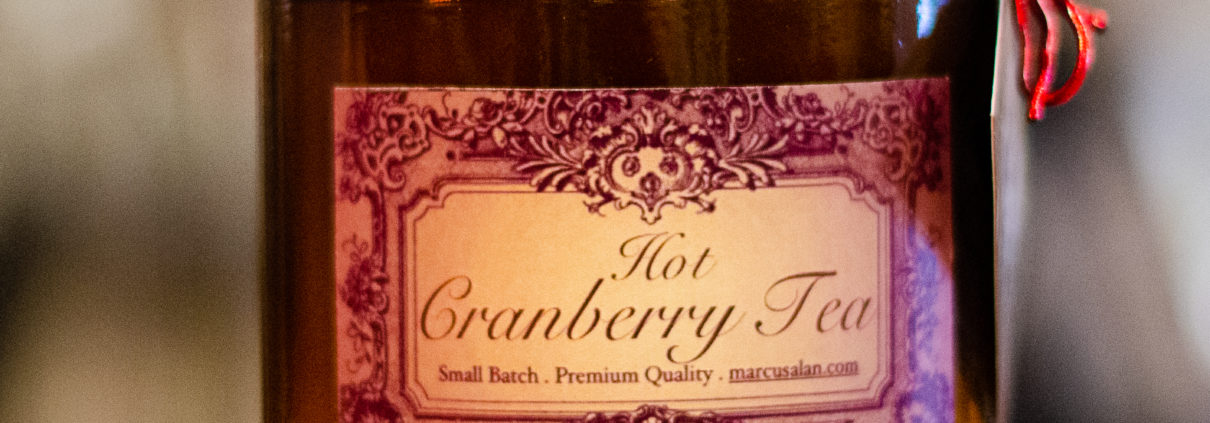 Hot
Cranberry Tea
Small Batch . Premium Quality . marcusalan.com